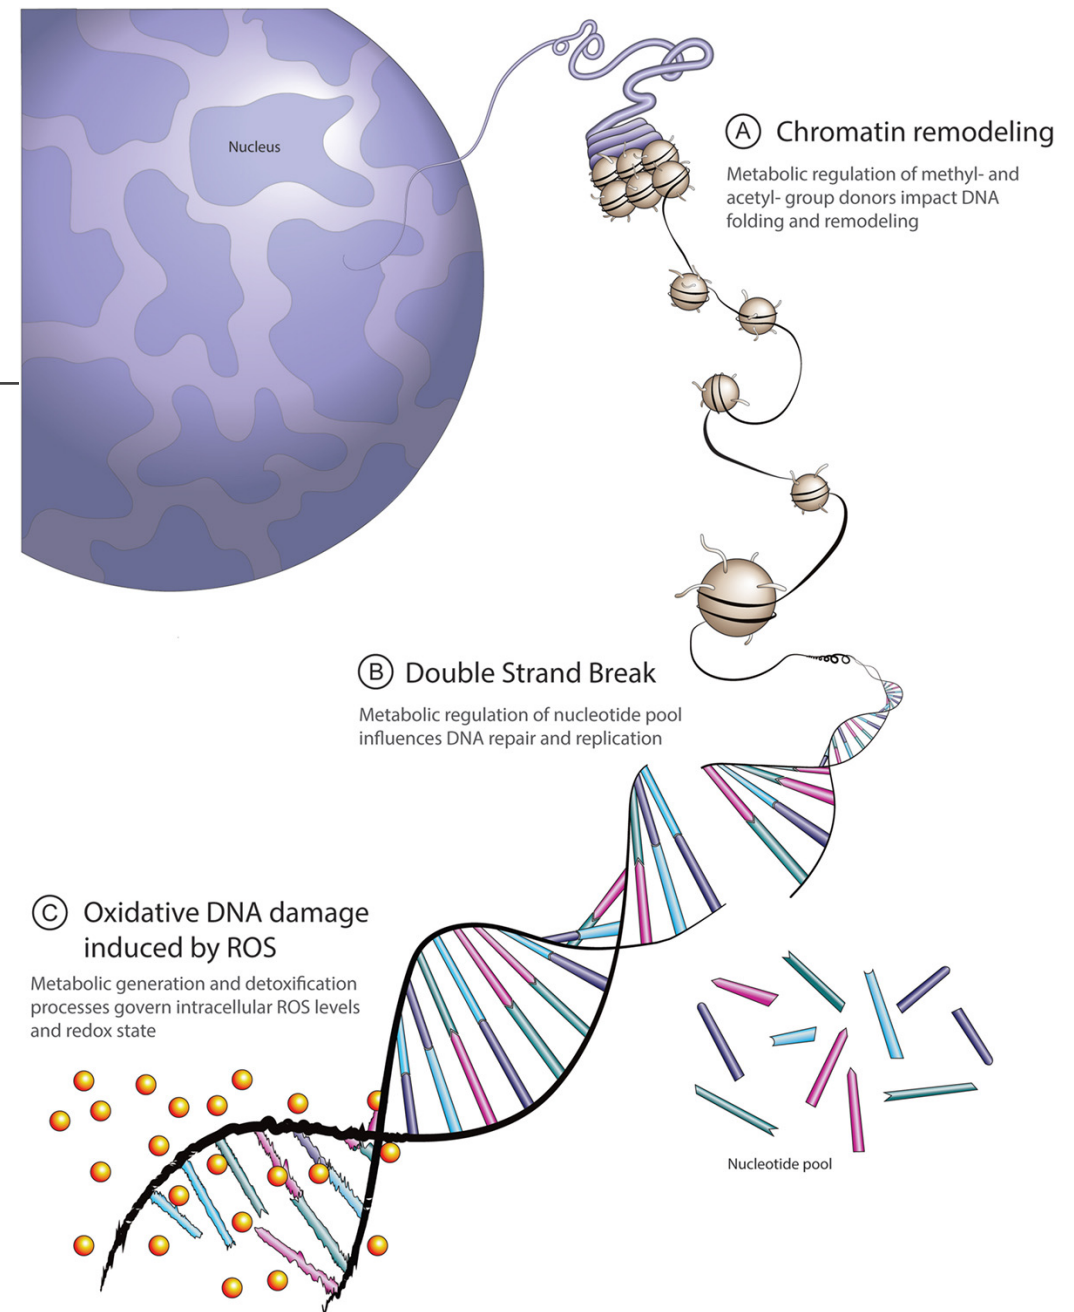 Nucleus
A Chromatin remodeling
Metabolic regulation of methyl- and
acetyl- group donors impact DNA
folding and remodeling
B Double Strand Break
Metabolic regulation of nucleotide pool
influences DNA repair and replication
C Oxidative DNA damage
induced by ROS
Metabolic generation and detoxification
processes govern intracellular ROS levels
and redox state
Nucleotide pool